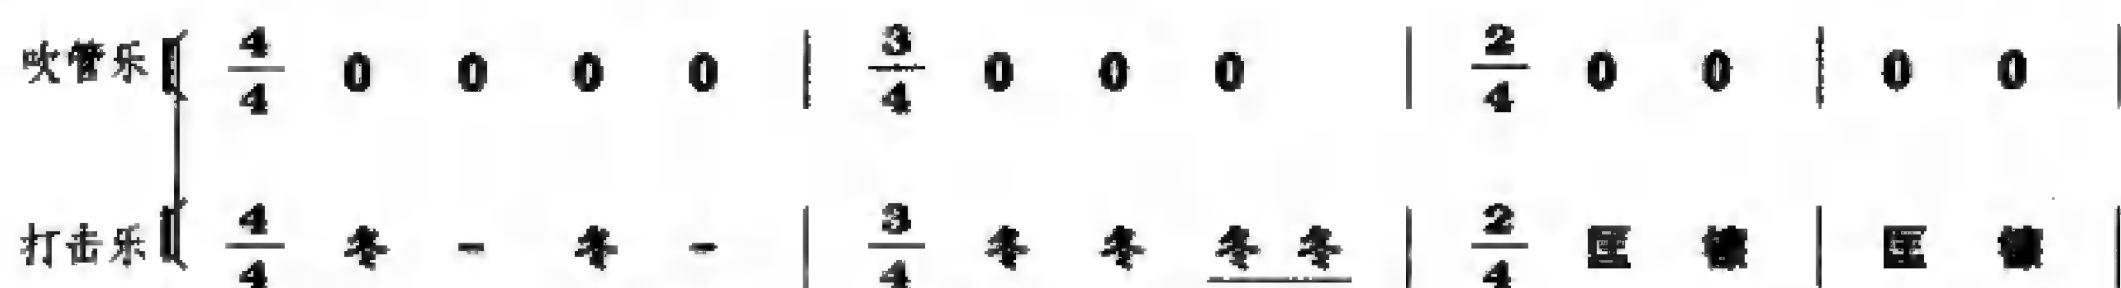 吹管乐 4/4 0 0 0 0 | 3/4 0 0 0 | 2/4 0 0 | 0 0 |
打击乐 4/4 冬 - 冬 - | 3/4 冬 冬 冬 冬 | 2/4 匡 | 匡 |